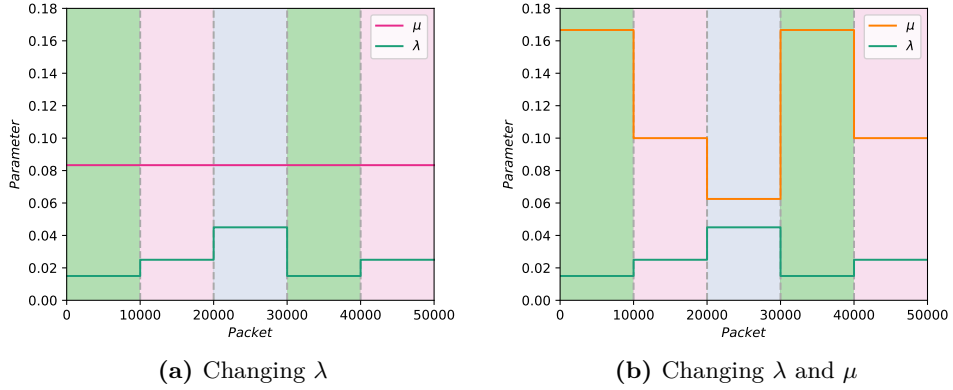 0.18
0.16
0.14
0.12
0.10
0.08
0.06
0.04
0.02
0.00
Parameter
μ
λ
0 10000 20000 30000 40000 50000
Packet
(a) Changing λ
0.18
0.16
0.14
0.12
0.10
0.08
0.06
0.04
0.02
0.00
Parameter
μ
λ
0 10000 20000 30000 40000 50000
Packet
(b) Changing λ and μ